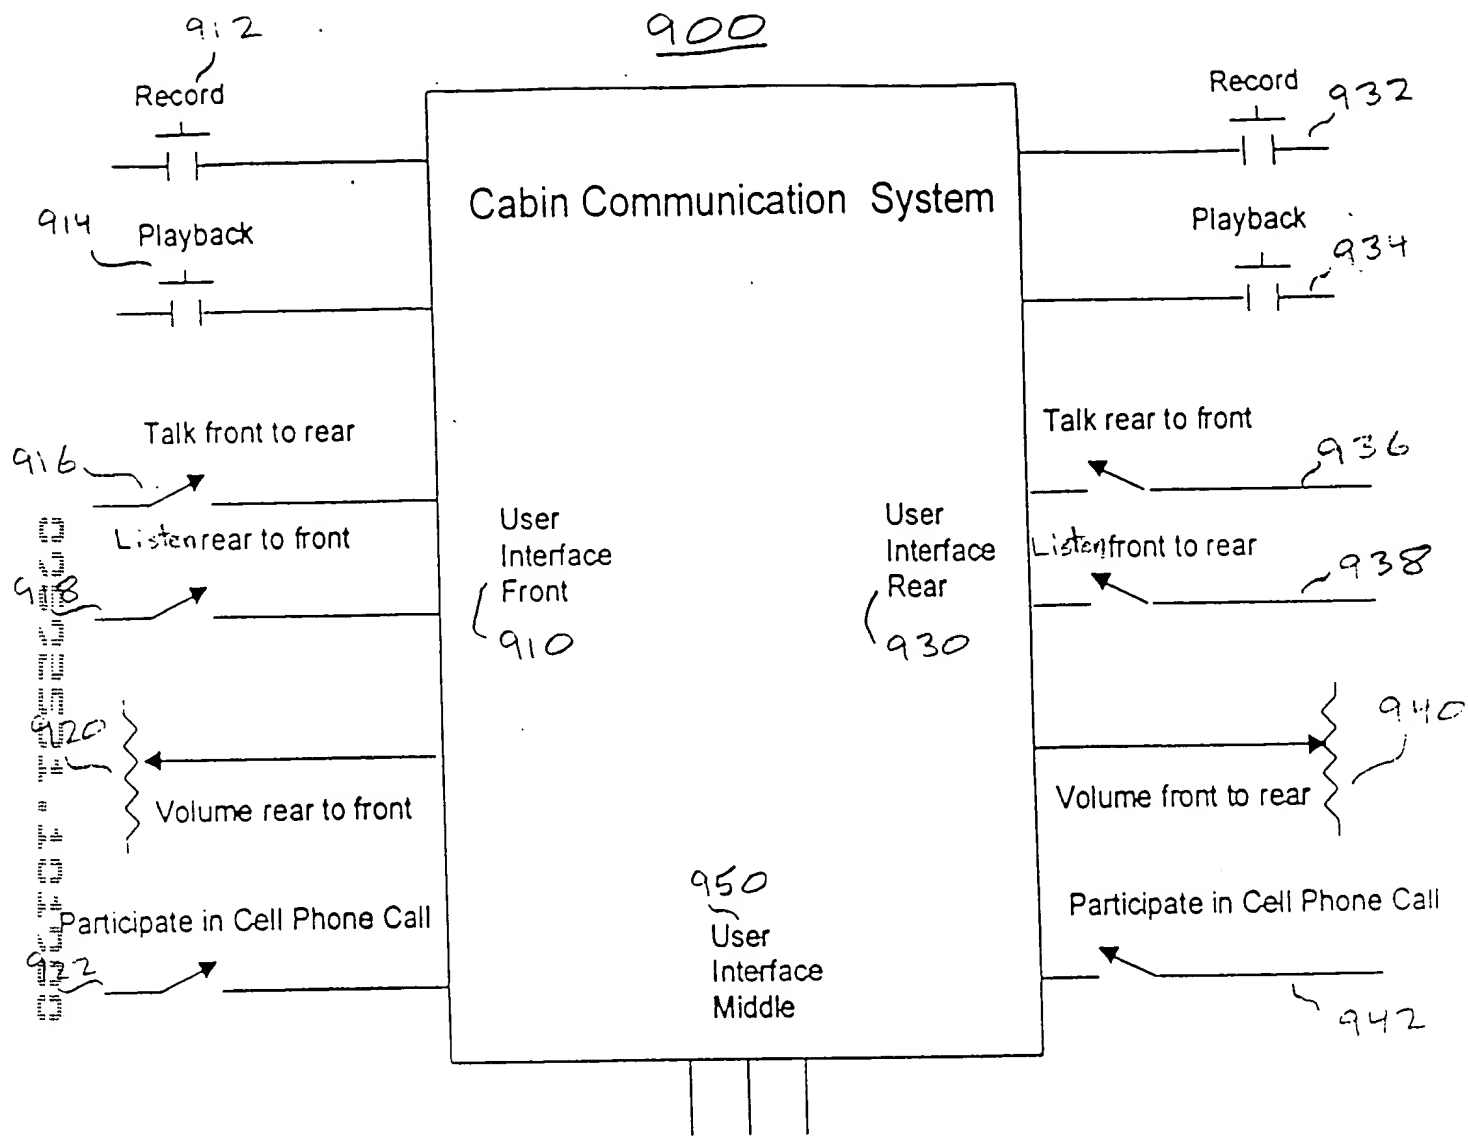 900
912
Record
Record
932
Cabin Communication System
914
Playback
Playback
934
Talk front to rear
Talk rear to front
916
936
Listen rear to front
Listen front to rear
918
938
User
Interface
Front
910
User
Interface
Rear
930
920
940
Volume rear to front
Volume front to rear
950
User
Interface
Middle
Participate in Cell Phone Call
Participate in Cell Phone Call
922
942